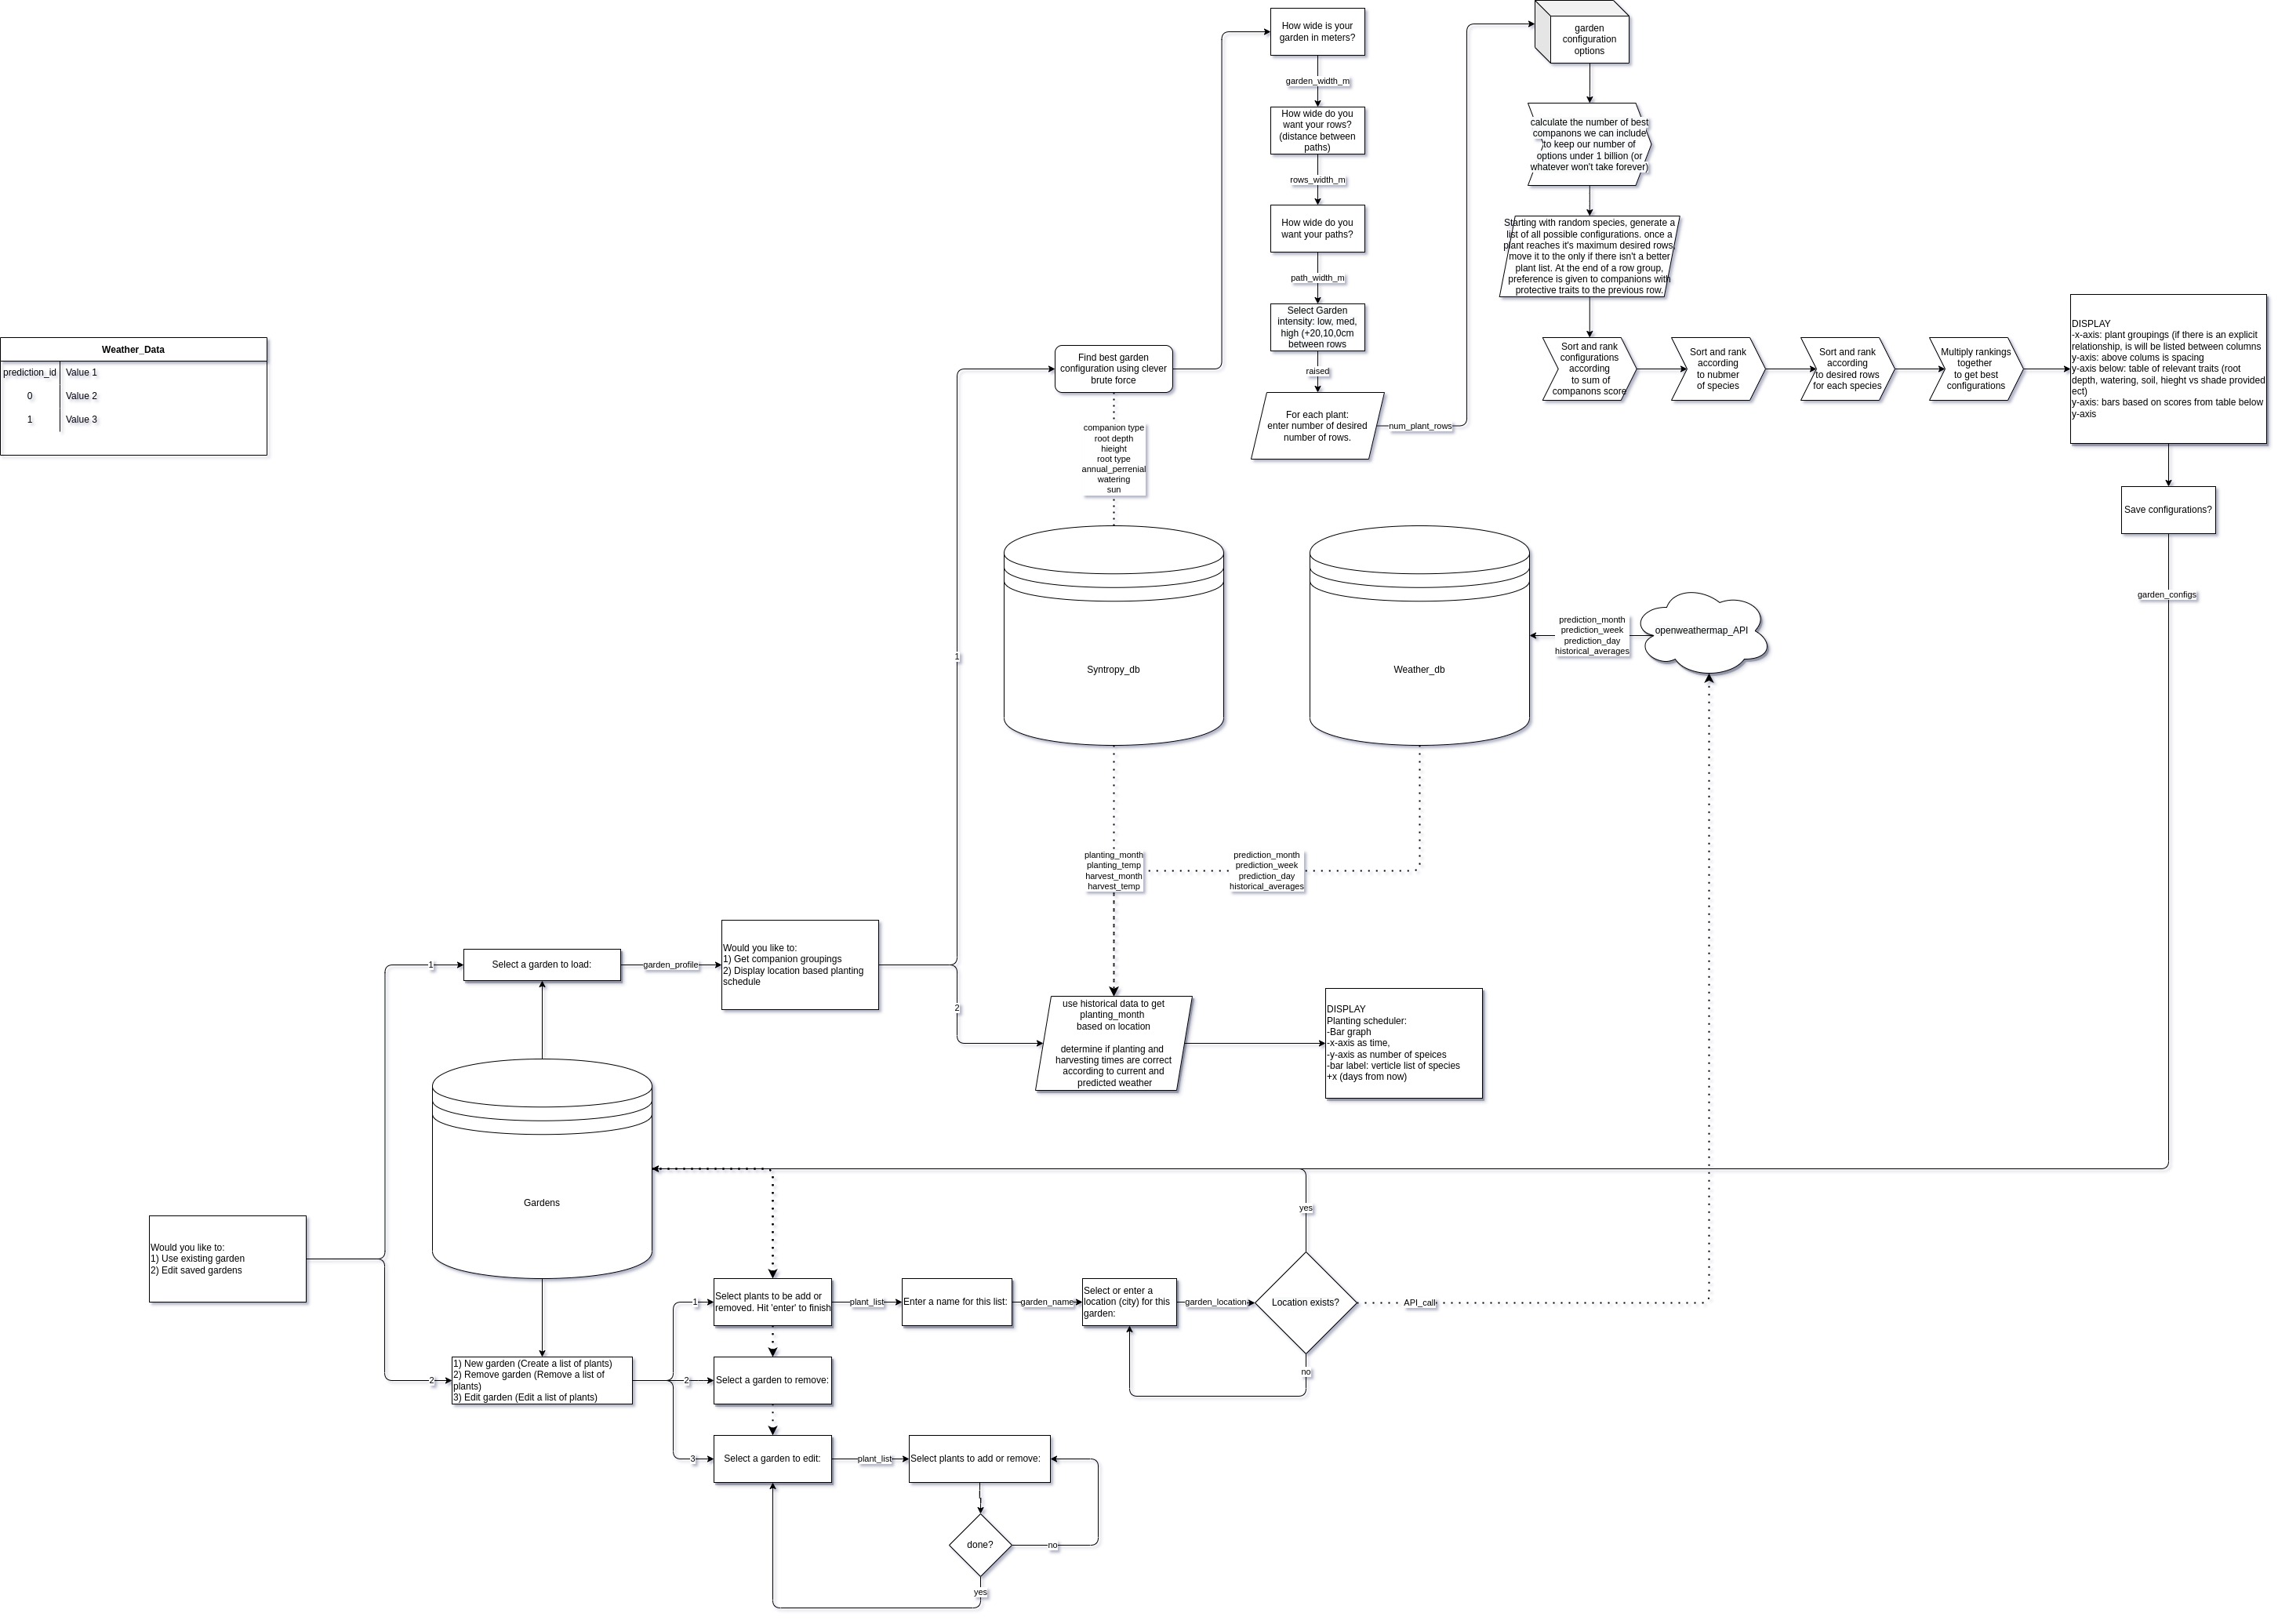 How wide is your
garden in meters?
garden_width_m
How wide do you
want your rows?
(distance between
paths)
rows_width_m
How wide do you
want your paths?
path_width_m
Select Garden
intensity: low, med,
high (+20,10,0cm
between rows
raised
For each plant:
enter number of desired
number of rows.
num_plant_rows
garden
configuration
options
calculate the number of best
companons we can include
to keep our number of
options under 1 billion (or
whatever won't take forever)
Starting with random species, generate a
list of all possible configurations. once a
plant reaches it's maximum desired rows,
move it to the only if there isn't a better
plant list. At the end of a row group,
preference is given to companions with
protective traits to the previous row.
Sort and rank
configurations
according
to sum of
companons score
Sort and rank
according
to nubmer
of species
Sort and rank
according
to desired rows
for each species
Multiply rankings
together
to get best
configurations
DISPLAY
-x-axis: plant groupings (if there is an explicit
relationship, is will be listed between columns
y-axis: above colums is spacing
y-axis below: table of relevant traits (root
depth, watering, soil, hieght vs shade provided
ect)
y-axis: bars based on scores from table below
y-axis
Save configurations?
garden_configs
Weather_Data
prediction_id
Value 1
0
Value 2
1
Value 3
Find best garden
configuration using clever
brute force
companion type
root depth
hieight
root type
annual_perrenial
watering
sun
Syntropy_db
Weather_db
prediction_month
prediction_week
prediction_day
historical_averages
openweathermap_API
1
planting_month
planting_temp
harvest_month
harvest_temp
prediction_month
prediction_week
prediction_day
historical_averages
1
Select a garden to load:
garden_profile
Would you like to:
1) Get companion groupings
2) Display location based planting
schedule
2
use historical data to get
planting_month
based on location
determine if planting and
harvesting times are correct
according to current and
predicted weather
DISPLAY
Planting scheduler:
-Bar graph
-x-axis as time,
-y-axis as number of speices
-bar label: verticle list of species
+x (days from now)
Gardens
Would you like to:
1) Use existing garden
2) Edit saved gardens
2
1) New garden (Create a list of plants)
2) Remove garden (Remove a list of
plants)
3) Edit garden (Edit a list of plants)
1
Select plants to be add or
removed. Hit 'enter' to finish
plant_list
Enter a name for this list:
garden_name
Select or enter a
location (city) for this
garden:
garden_location
Location exists?
yes
no
API_call
2
Select a garden to remove:
3
Select a garden to edit:
plant_list
Select plants to add or remove:
done?
no
yes